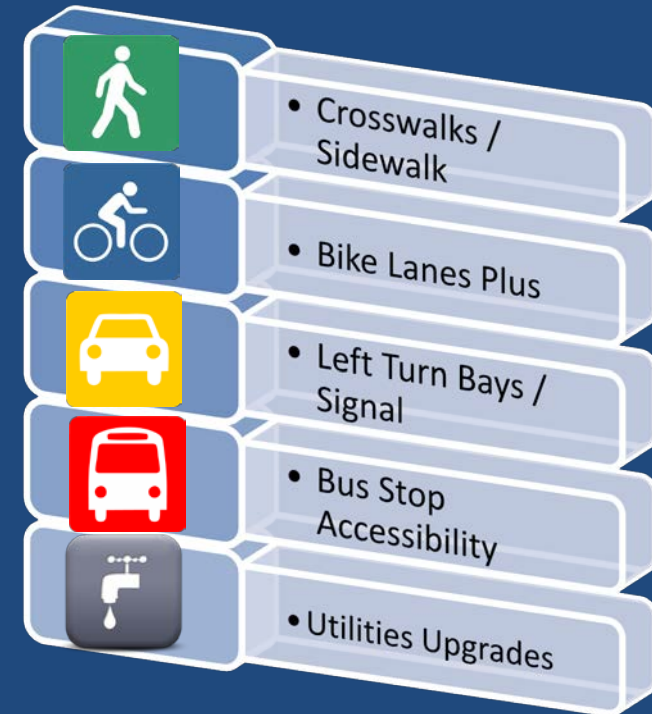 • Crosswalks /
Sidewalk
• Bike Lanes Plus
• Left Turn Bays /
Signal
• Bus Stop
Accessibility
• Utilities Upgrades